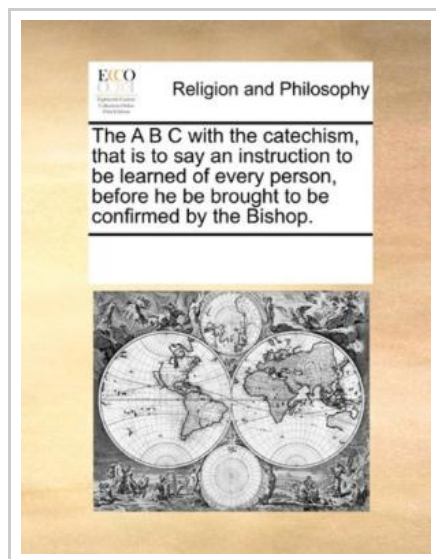 ECCO
Religion and Philosophy
The A B C with the catechism,
that is to say an instruction to
be learned of every person,
before he be brought to be
confirmed by the Bishop.